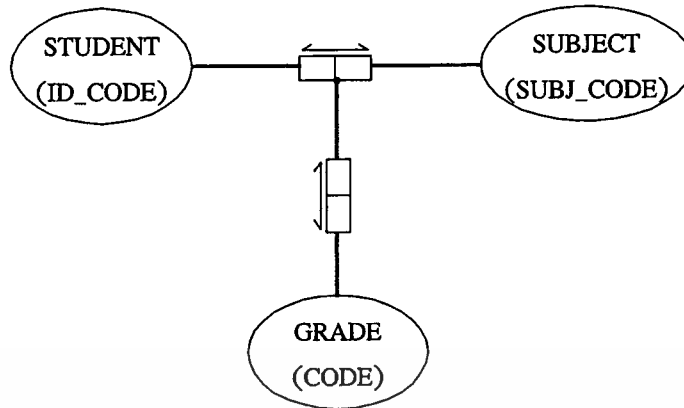 STUDENT
(ID_CODE)
SUBJECT
(SUBJ_CODE)
GRADE
(CODE)